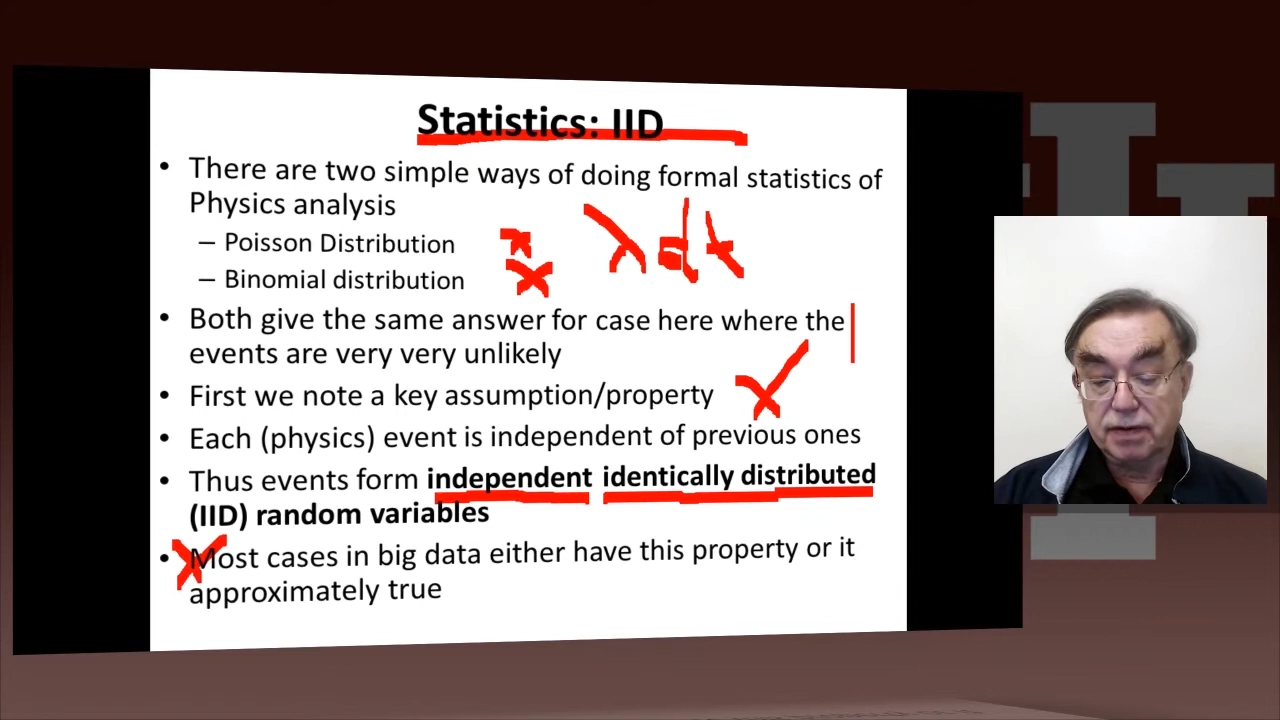 Statistics: IID
• There are two simple ways of doing formal statistics of
Physics analysis
– Poisson Distribution
– Binomial distribution
λdt
• Both give the same answer for case here where the
events are very very unlikely
• First we note a key assumption/property
• Each (physics) event is independent of previous ones
• Thus events form independent identically distributed
(IID) random variables
• Most cases in big data either have this property or it
approximately true